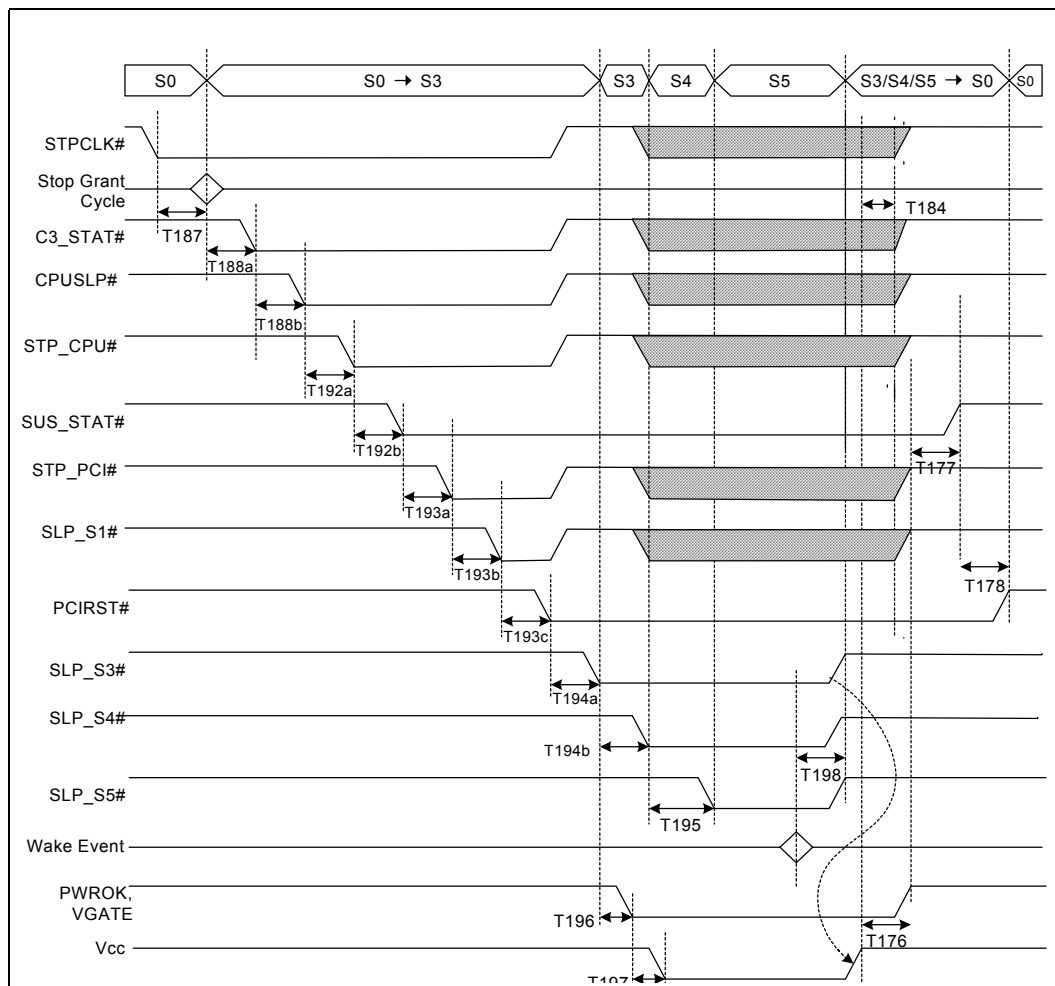 S0
S0 → S3
S3
S4
S5
S3/S4/S5 → S0
S0
STPCLK#
Stop Grant
Cycle
T184
T187
C3_STAT#
T188a
CPUSLP#
T188b
STP_CPU#
T192a
SUS_STAT#
T192b
T177
STP_PCI#
T193a
SLP_S1#
T193b
T178
PCIRST#
T193c
SLP_S3#
T194a
SLP_S4#
T194b
T198
SLP_S5#
T195
Wake Event
PWROK,
VGATE
T196
T176
Vcc
T197